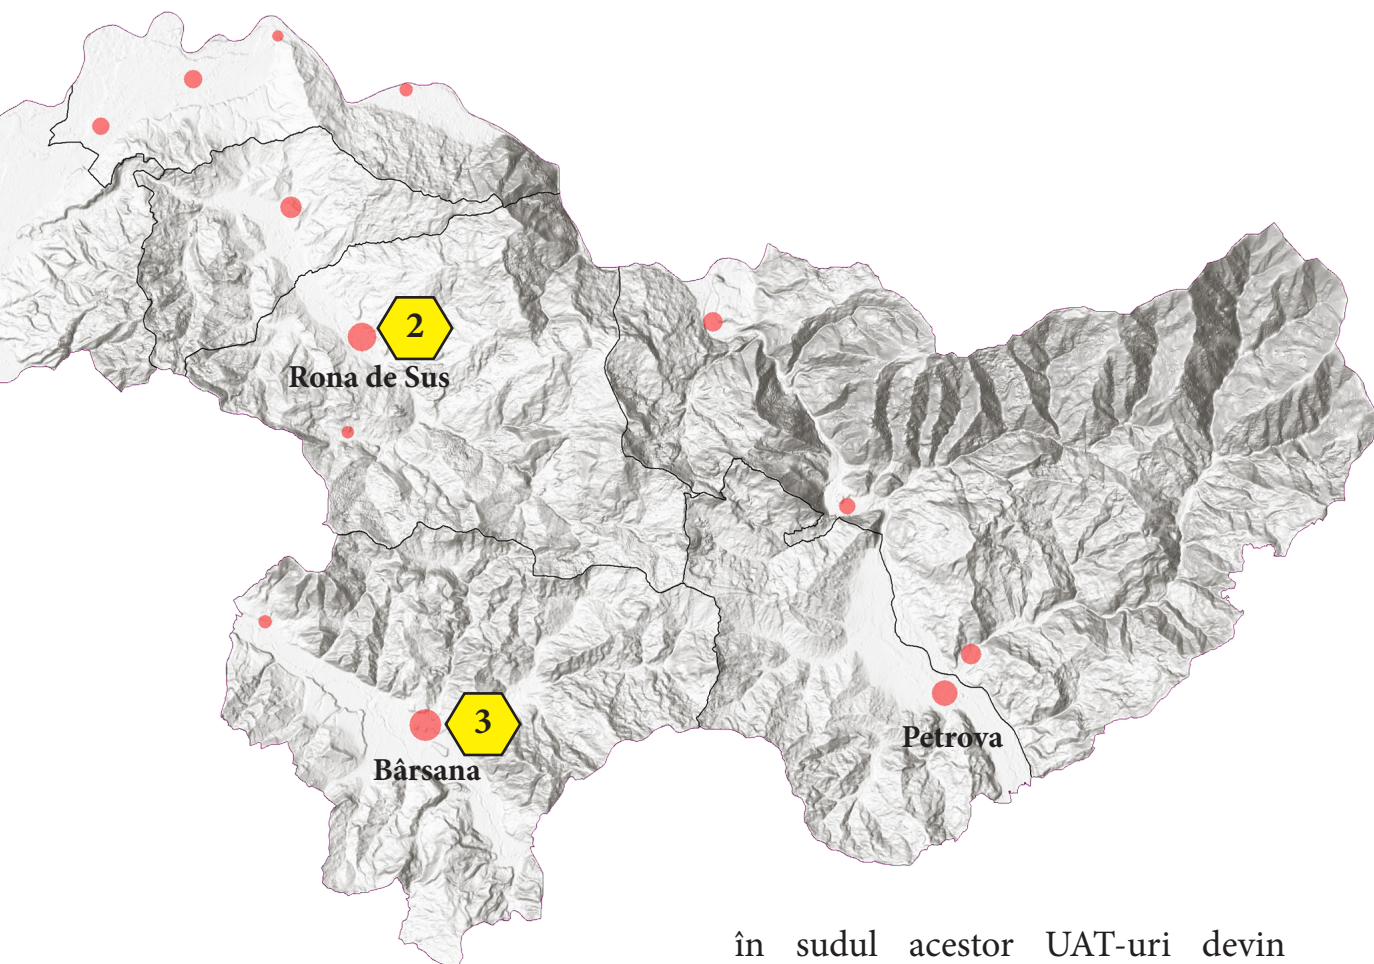 2
Rona de Sus
3
Petrova
Bârsana
în sudul acestor UAT-uri devin